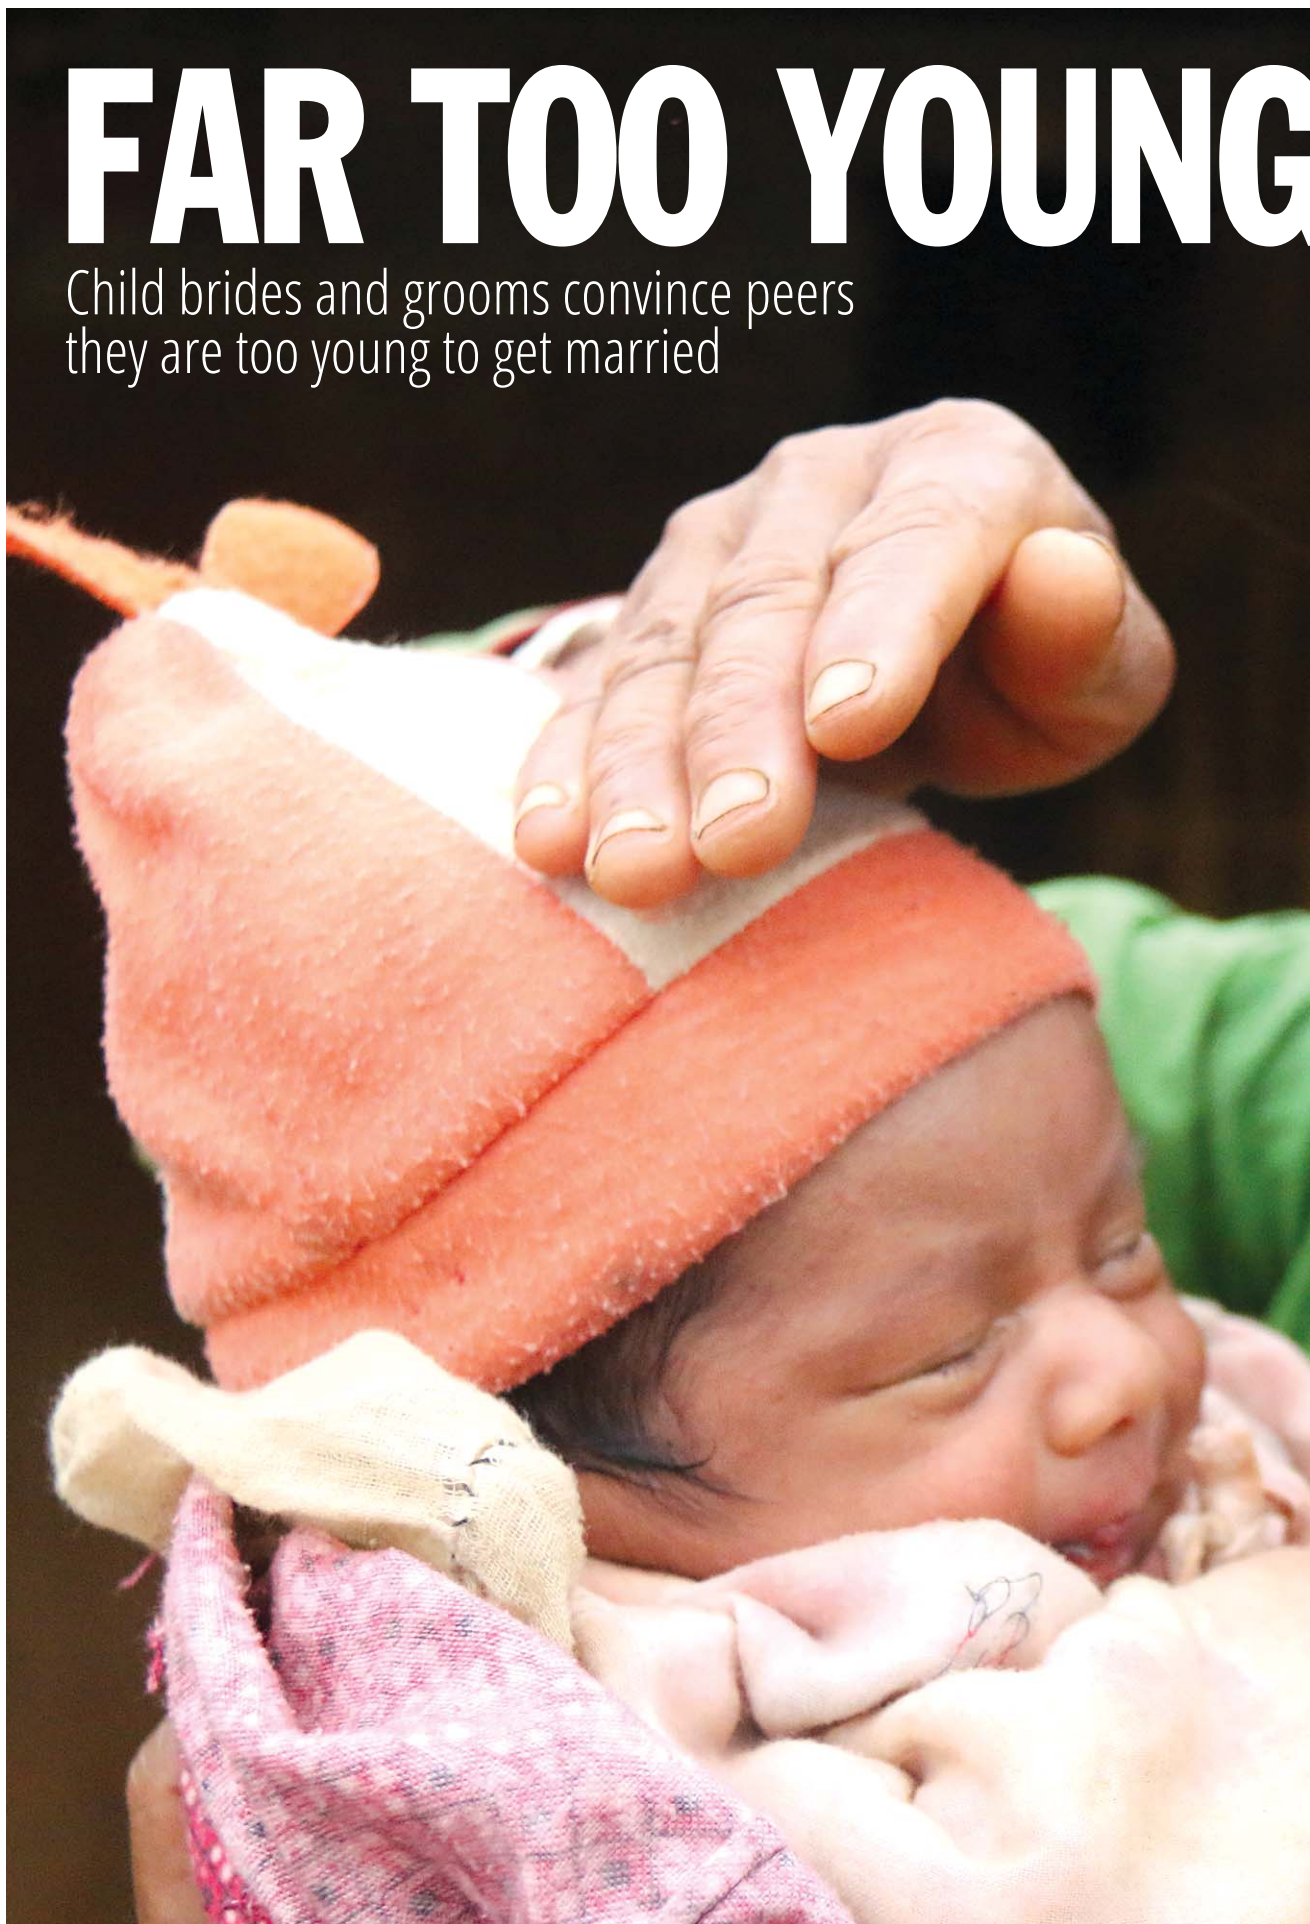 FAR TOO YOUNG
Child brides and grooms convince peers
they are too young to get married